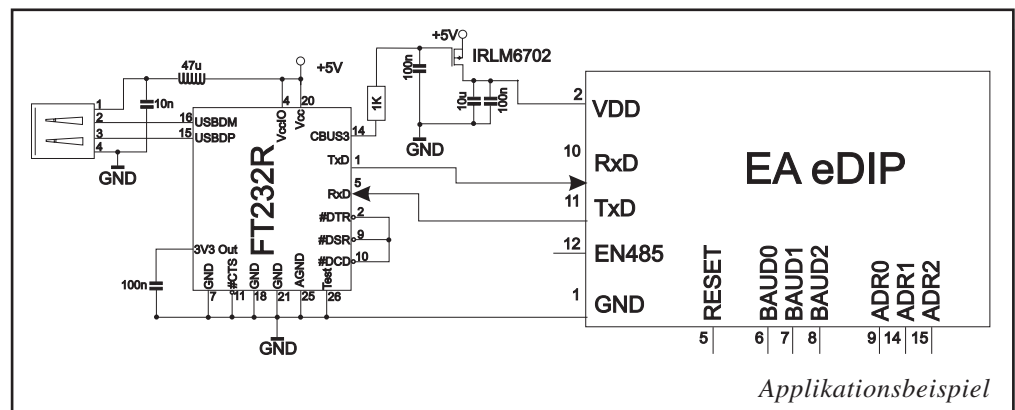 47u
+5V
10n
1
2
3
4
GND
16
USBDM
15
USBDP
4
20
VccIO
Vcc
CBUS3
14
1K
100n
+5V
IRLM6702
10u
100n
GND
TxD
1
RxD
5
#DTR
2
#DSR
9
#DCD
10
FT232R
3V3 Out
100n
GND
#CTS
GND
GND
AGND
Test
7
11
18
21
25
26
GND
2
VDD
10
RxD
11
TxD
12
EN485
1
GND
EA eDIP
RESET
BAUD0
BAUD1
BAUD2
ADR0
ADR1
ADR2
5
6
7
8
9
14
15
Applikationsbeispiel